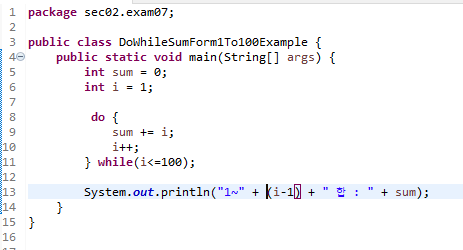 1 package sec02.exam07;
2
3 public class DoWhileSumForm1To100Example {
4 public static void main(String[] args) {
5 int sum = 0;
6 int i = 1;
7
8 do {
9 sum += i;
10 i++;
11 } while(i<=100);
12
13 System.out.println("1~" + (i-1) + " 합 : " + sum);
14 }
15 }
16